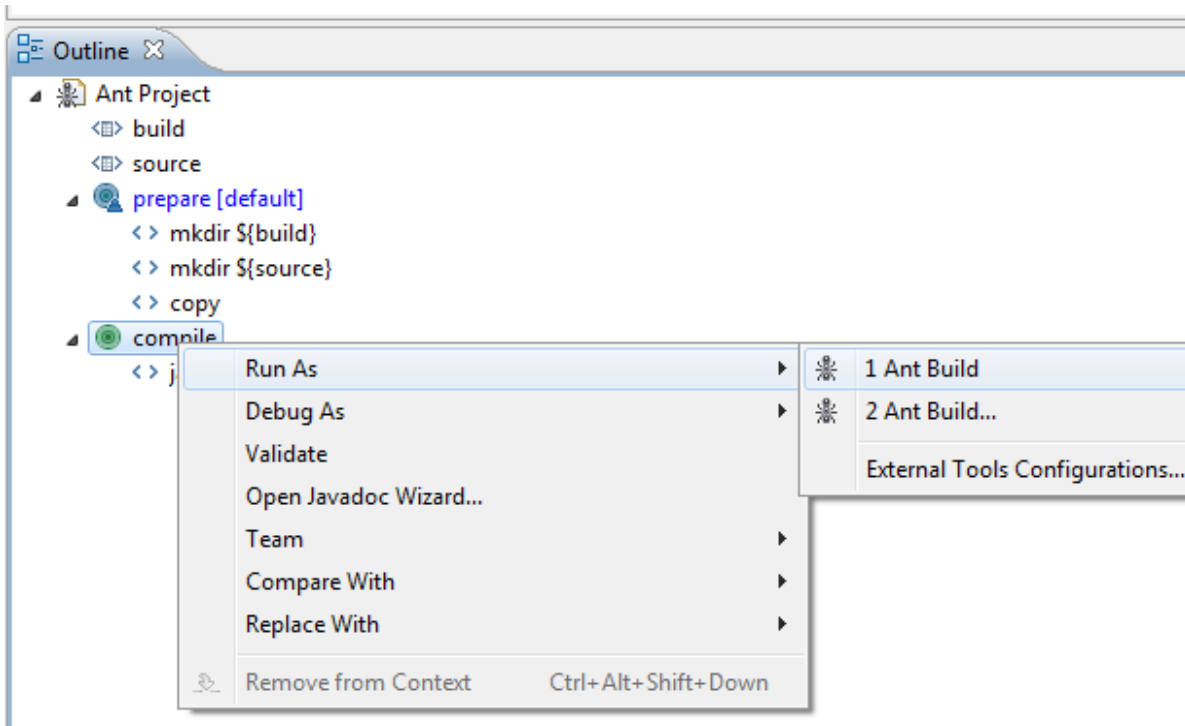 Outline
Ant Project
build
source
prepare [default]
mkdir ${build}
mkdir ${source}
copy
compile
Run As
Debug As
Validate
Open Javadoc Wizard...
Team
Compare With
Replace With
Remove from Context Ctrl+Alt+Shift+Down
1 Ant Build
2 Ant Build...
External Tools Configurations...